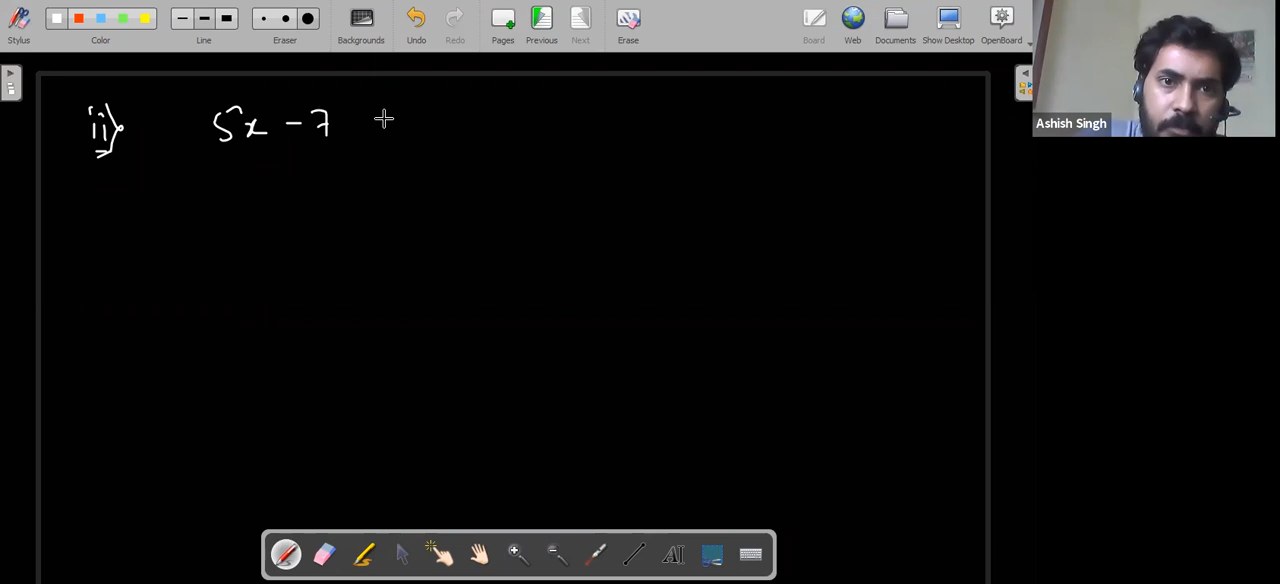 Stylus Color Line Eraser Backgrounds Undo Redo Pages Previous Next Erase Board Web Documents Show Desktop OpenBoard
Ashish Singh
ii) 5x - 7
AI